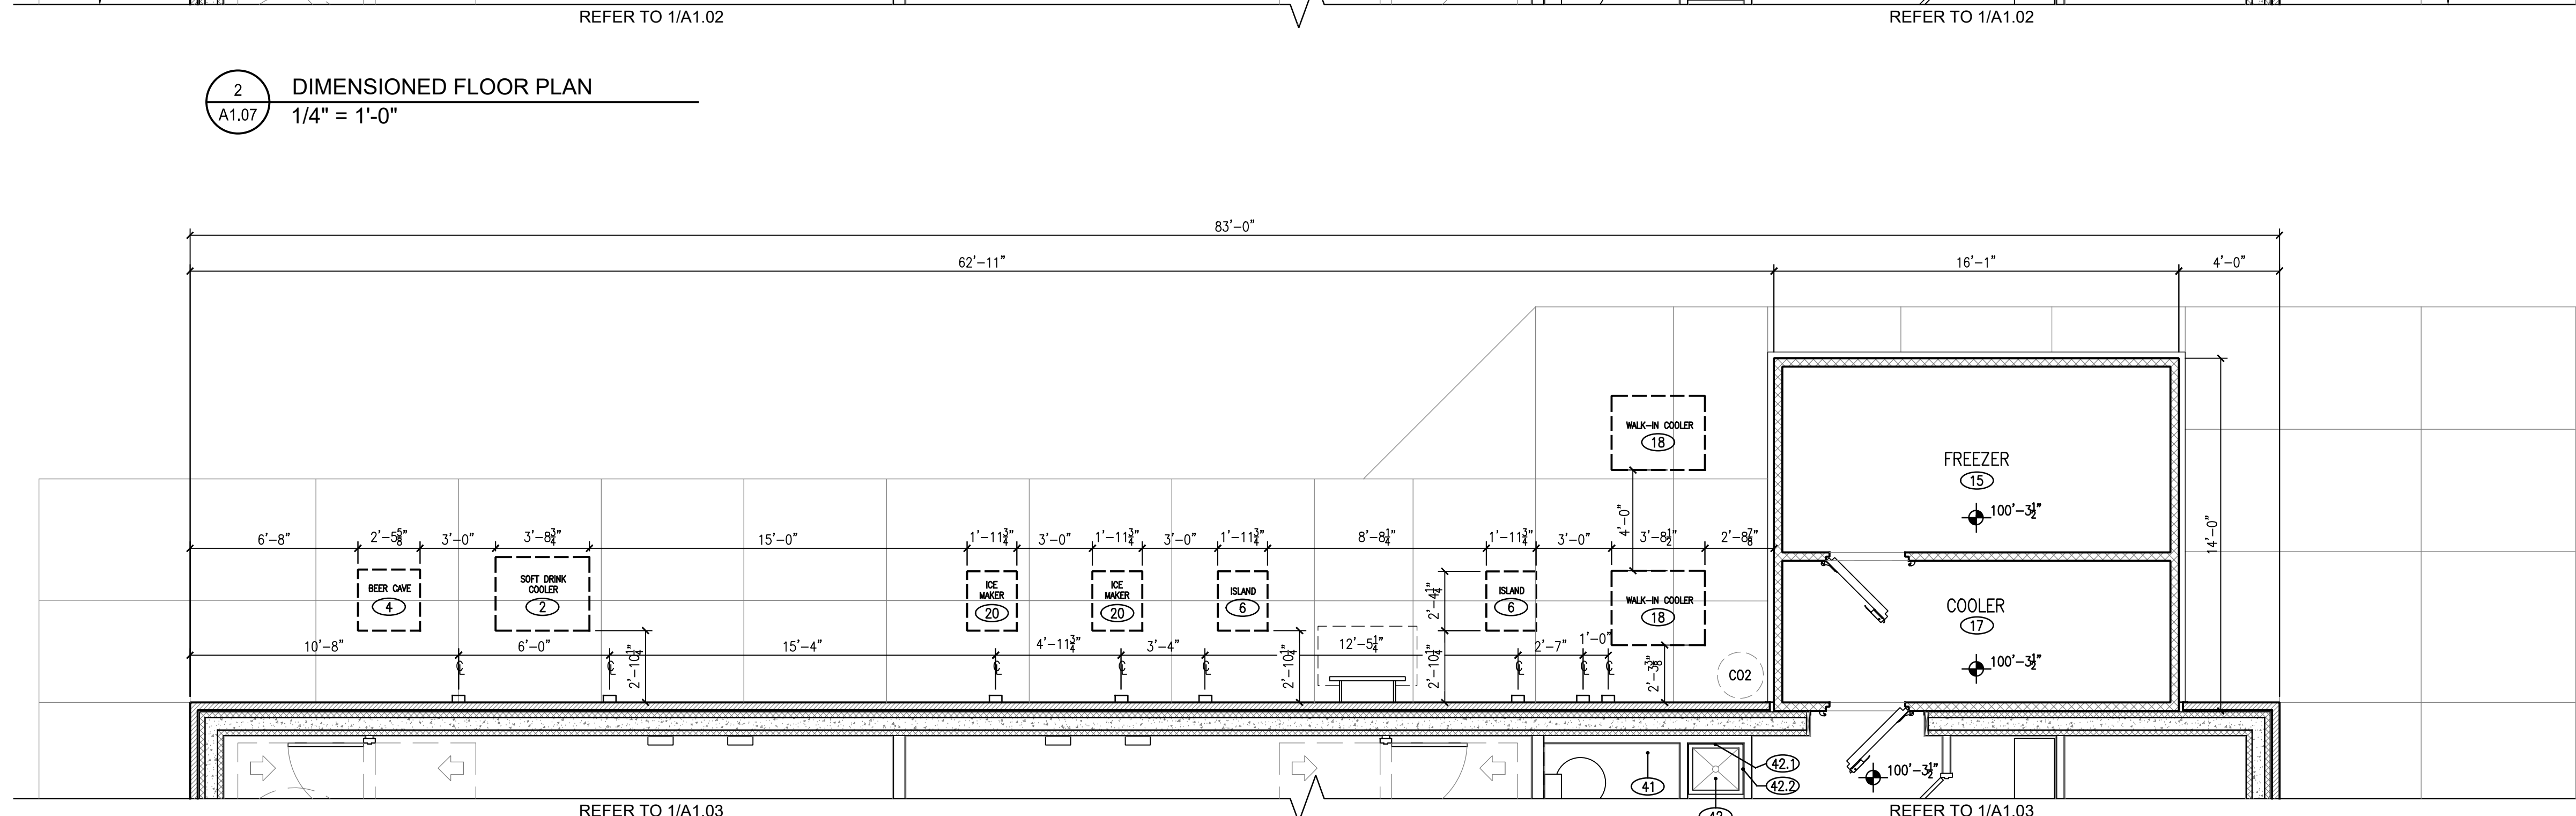 REFER TO 1/A1.02
REFER TO 1/A1.02
2
A1.07
DIMENSIONED FLOOR PLAN
1/4" = 1'-0"
83'-0"
62'-11"
16'-1"
4'-0"
WALK-IN COOLER
18
FREEZER
15
100'-3½"
4'-0"
14'-0"
6'-8"
2'-5⅝"
3'-0"
3'-8¾"
15'-0"
1'-11¾"
3'-0"
1'-11¾"
3'-0"
1'-11¾"
8'-8¼"
1'-11¾"
3'-0"
3'-8½"
2'-8⅞"
BEER CAVE
4
SOFT DRINK
COOLER
2
ICE
MAKER
20
ICE
MAKER
20
ISLAND
6
2'-4¼"
ISLAND
6
WALK-IN COOLER
18
COOLER
17
100'-3½"
10'-8"
6'-0"
2'-10¼"
15'-4"
4'-11¾"
3'-4"
2'-10¼"
12'-5¼"
2'-10¼"
2'-7"
1'-0"
2'-3⅜"
CO2
℄
℄
℄
℄
℄
℄
℄
℄
41
42.1
42.2
100'-3½"
REFER TO 1/A1.03
REFER TO 1/A1.03